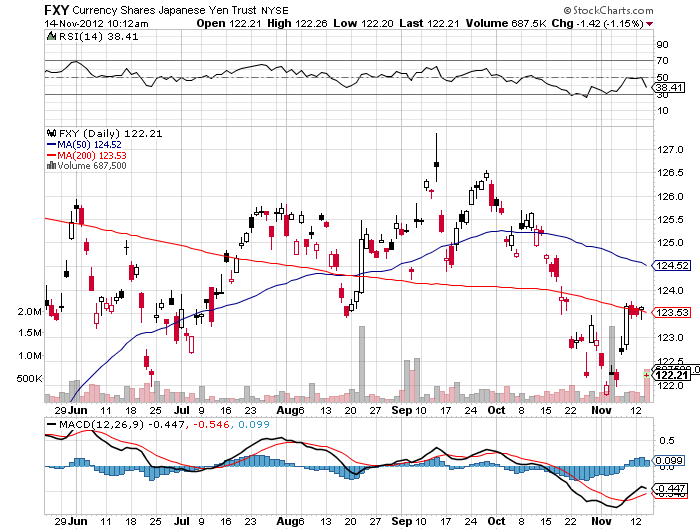 FXY Currency Shares Japanese Yen Trust NYSE © StockCharts.com
14-Nov-2012 10:12am Open 122.21 High 122.26 Low 122.20 Last 122.21 Volume 687.5K Chg -1.42 (-1.15%)
RSI(14) 38.41
90
70
50
38.41
30
10
FXY (Daily) 122.21
MA(50) 124.52
MA(200) 123.53
Volume 687,500
127.0
126.5
126.0
125.5
125.0
124.52
124.0
123.53
123.0
122.5
122.21
122.0
2.0M
1.5M
1.0M
500K
29 Jun 11 18 25 Jul 9 16 23 Aug 6 13 20 27 Sep 10 17 24 Oct 8 15 22 Nov 12
MACD(12,26,9) -0.447, -0.546, 0.099
0.5
0.099
0.0
-0.447
0.5
0.0
-0.5
29 Jun 11 18 25 Jul 9 16 23 Aug 6 13 20 27 Sep 10 17 24 Oct 8 15 22 Nov 12